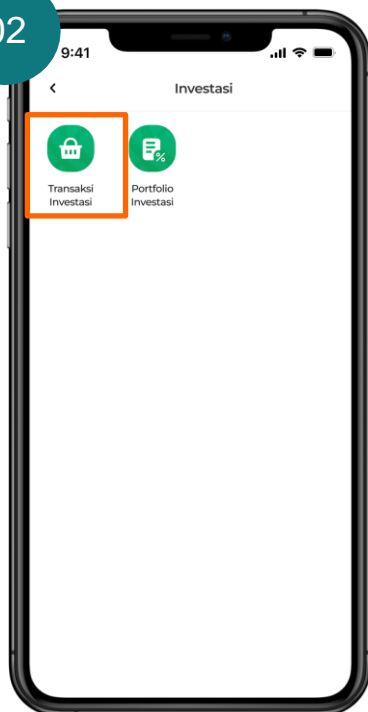 02
9:41
Investasi
%
Transaksi
Investasi
Portfolio
Investasi